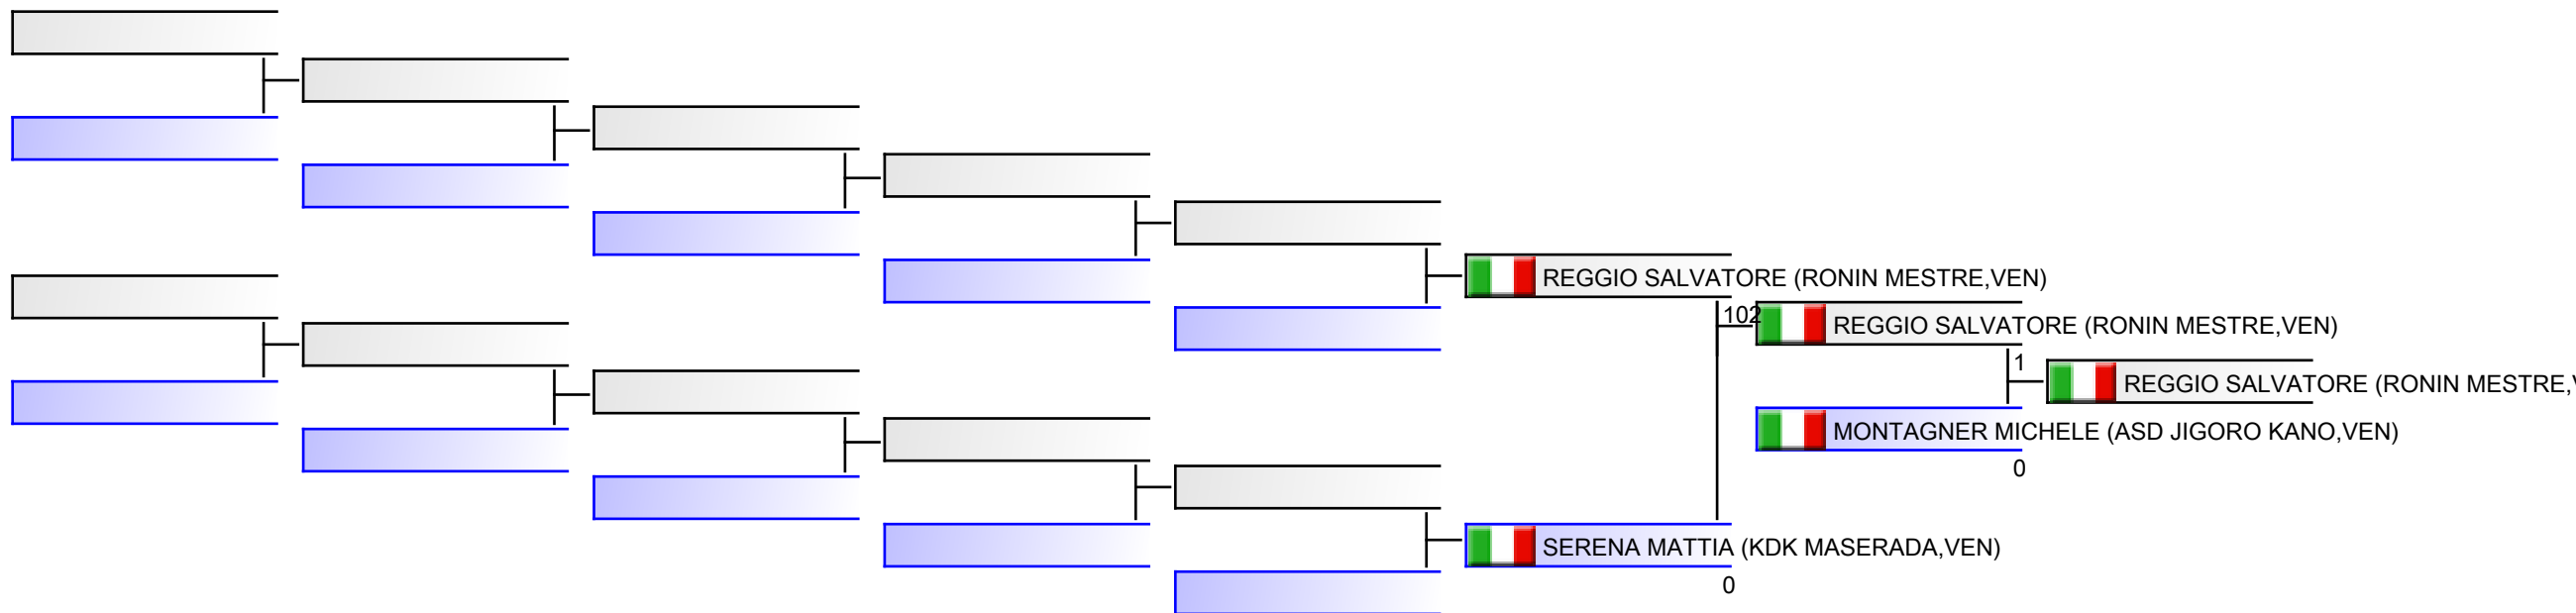 REGGIO SALVATORE (RONIN MESTRE,VEN)
102
REGGIO SALVATORE (RONIN MESTRE,VEN)
1
REGGIO SALVATORE (RONIN MESTRE,
MONTAGNER MICHELE (ASD JIGORO KANO,VEN)
0
SERENA MATTIA (KDK MASERADA,VEN)
0